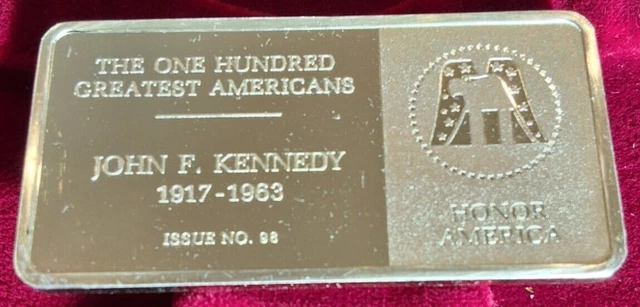 THE ONE HUNDRED
GREATEST AMERICANS
JOHN F. KENNEDY
1917-1963
ISSUE NO. 98
HONOR
AMERICA